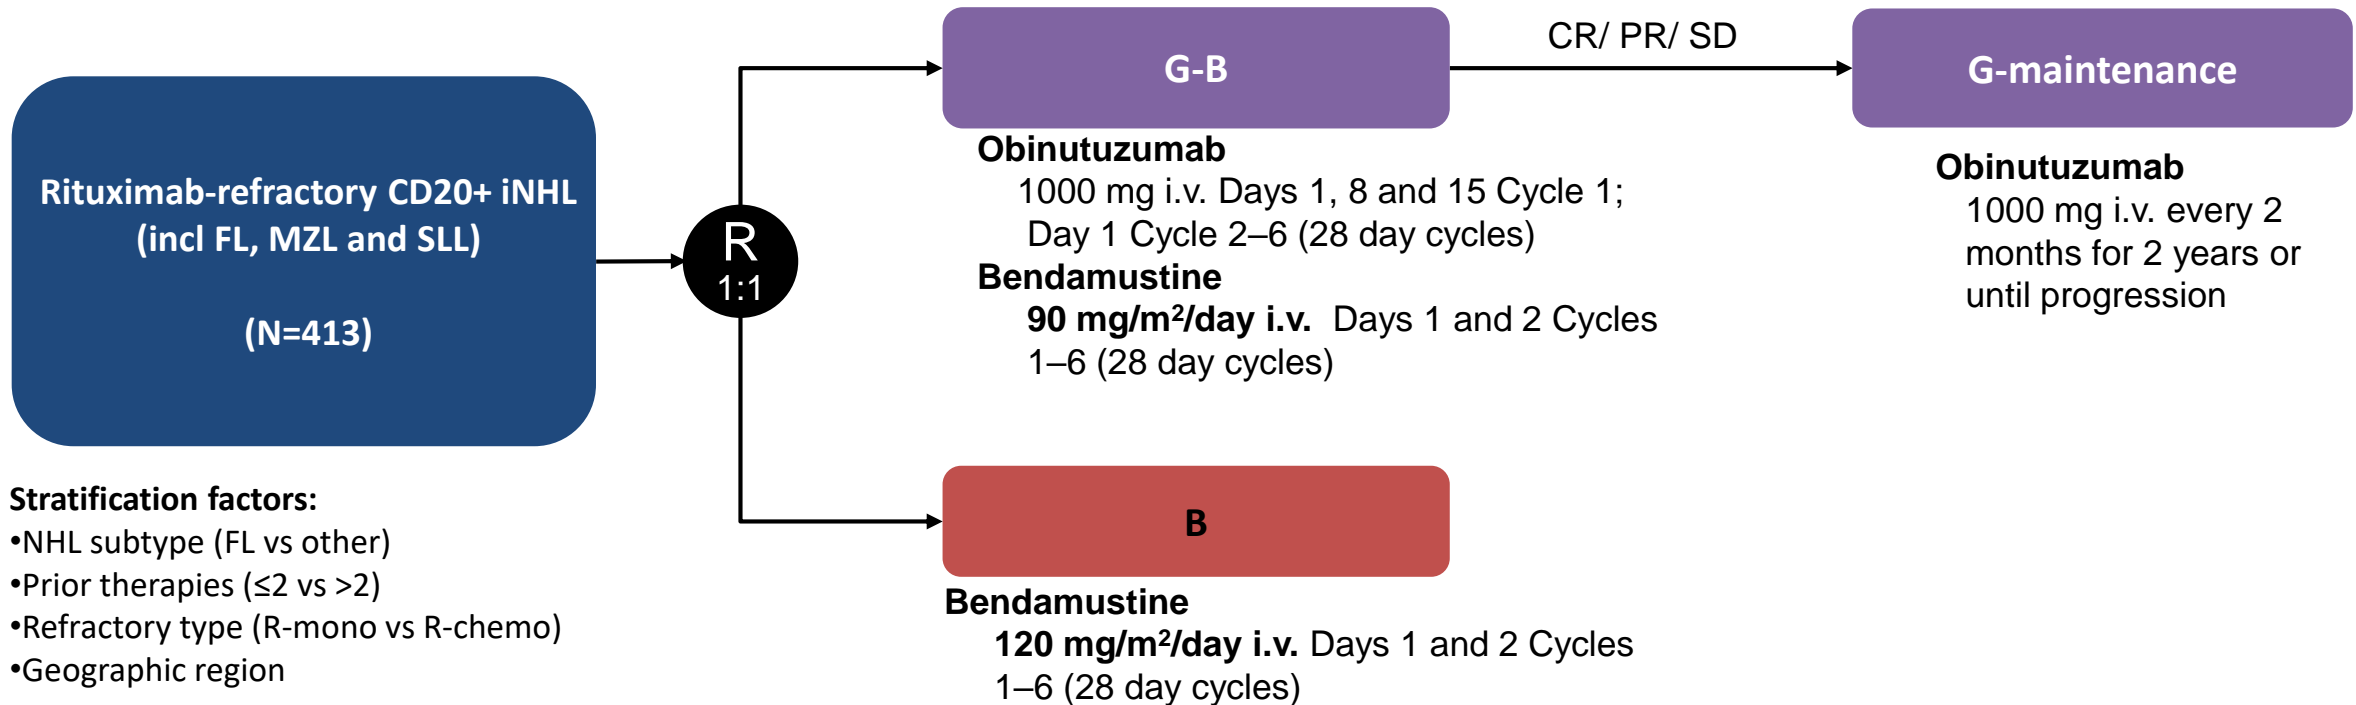 Rituximab-refractory CD20+ iNHL
(incl FL, MZL and SLL)
(N=413)
Stratification factors:
•NHL subtype (FL vs other)
•Prior therapies (≤2 vs >2)
•Refractory type (R-mono vs R-chemo)
•Geographic region
R
1:1
G-B
Obinutuzumab
1000 mg i.v. Days 1, 8 and 15 Cycle 1;
Day 1 Cycle 2–6 (28 day cycles)
Bendamustine
90 mg/m²/day i.v. Days 1 and 2 Cycles
1–6 (28 day cycles)
CR/ PR/ SD
G-maintenance
Obinutuzumab
1000 mg i.v. every 2
months for 2 years or
until progression
B
Bendamustine
120 mg/m²/day i.v. Days 1 and 2 Cycles
1–6 (28 day cycles)